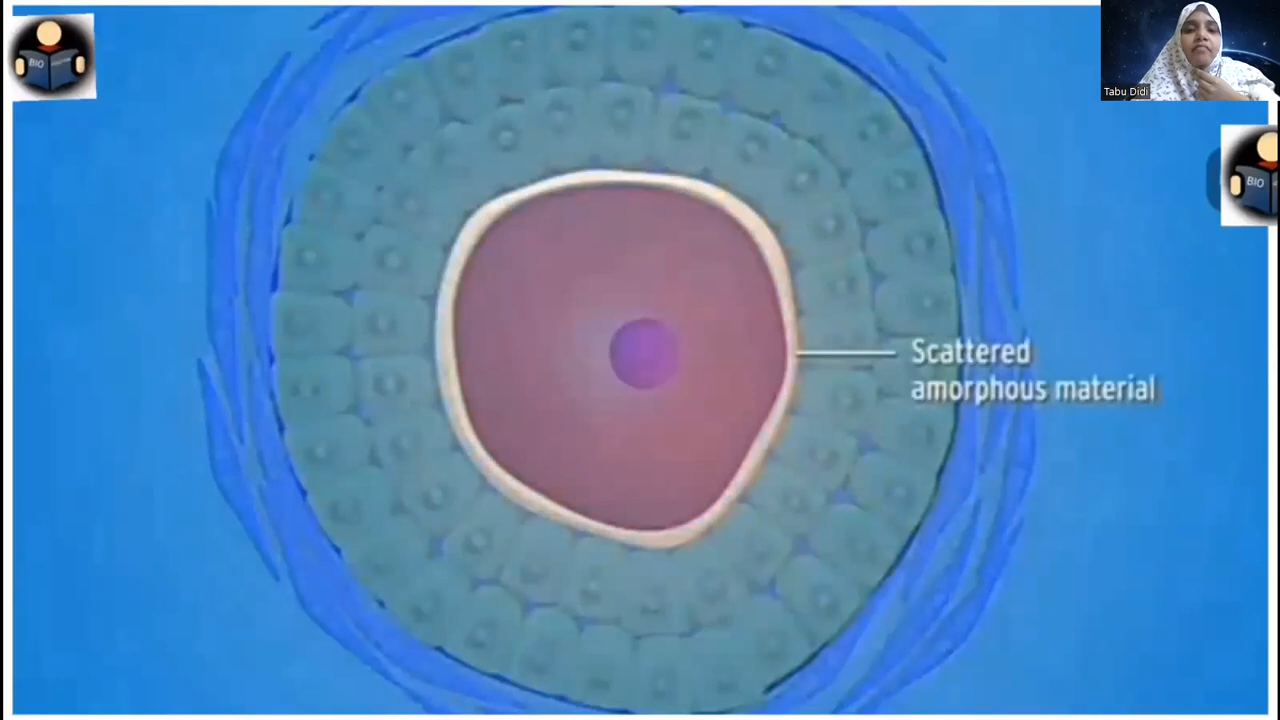 BIO
Tabu Didi
BIO
Scattered
amorphous material